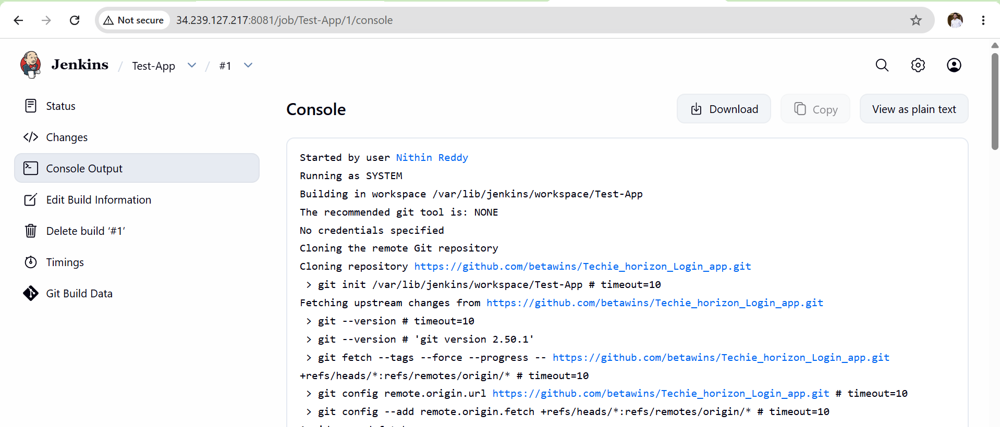 Not secure
34.239.127.217:8081/job/Test-App/1/console
Jenkins / Test-App / #1
Status
Changes
Console Output
Edit Build Information
Delete build ‘#1’
Timings
Git Build Data
Console
Download
Copy
View as plain text
Started by user Nithin Reddy
Running as SYSTEM
Building in workspace /var/lib/jenkins/workspace/Test-App
The recommended git tool is: NONE
No credentials specified
Cloning the remote Git repository
Cloning repository https://github.com/betawins/Techie_horizon_Login_app.git
> git init /var/lib/jenkins/workspace/Test-App # timeout=10
Fetching upstream changes from https://github.com/betawins/Techie_horizon_Login_app.git
> git --version # timeout=10
> git --version # 'git version 2.50.1'
> git fetch --tags --force --progress -- https://github.com/betawins/Techie_horizon_Login_app.git
+refs/heads/*:refs/remotes/origin/* # timeout=10
> git config remote.origin.url https://github.com/betawins/Techie_horizon_Login_app.git # timeout=10
> git config --add remote.origin.fetch +refs/heads/*:refs/remotes/origin/* # timeout=10